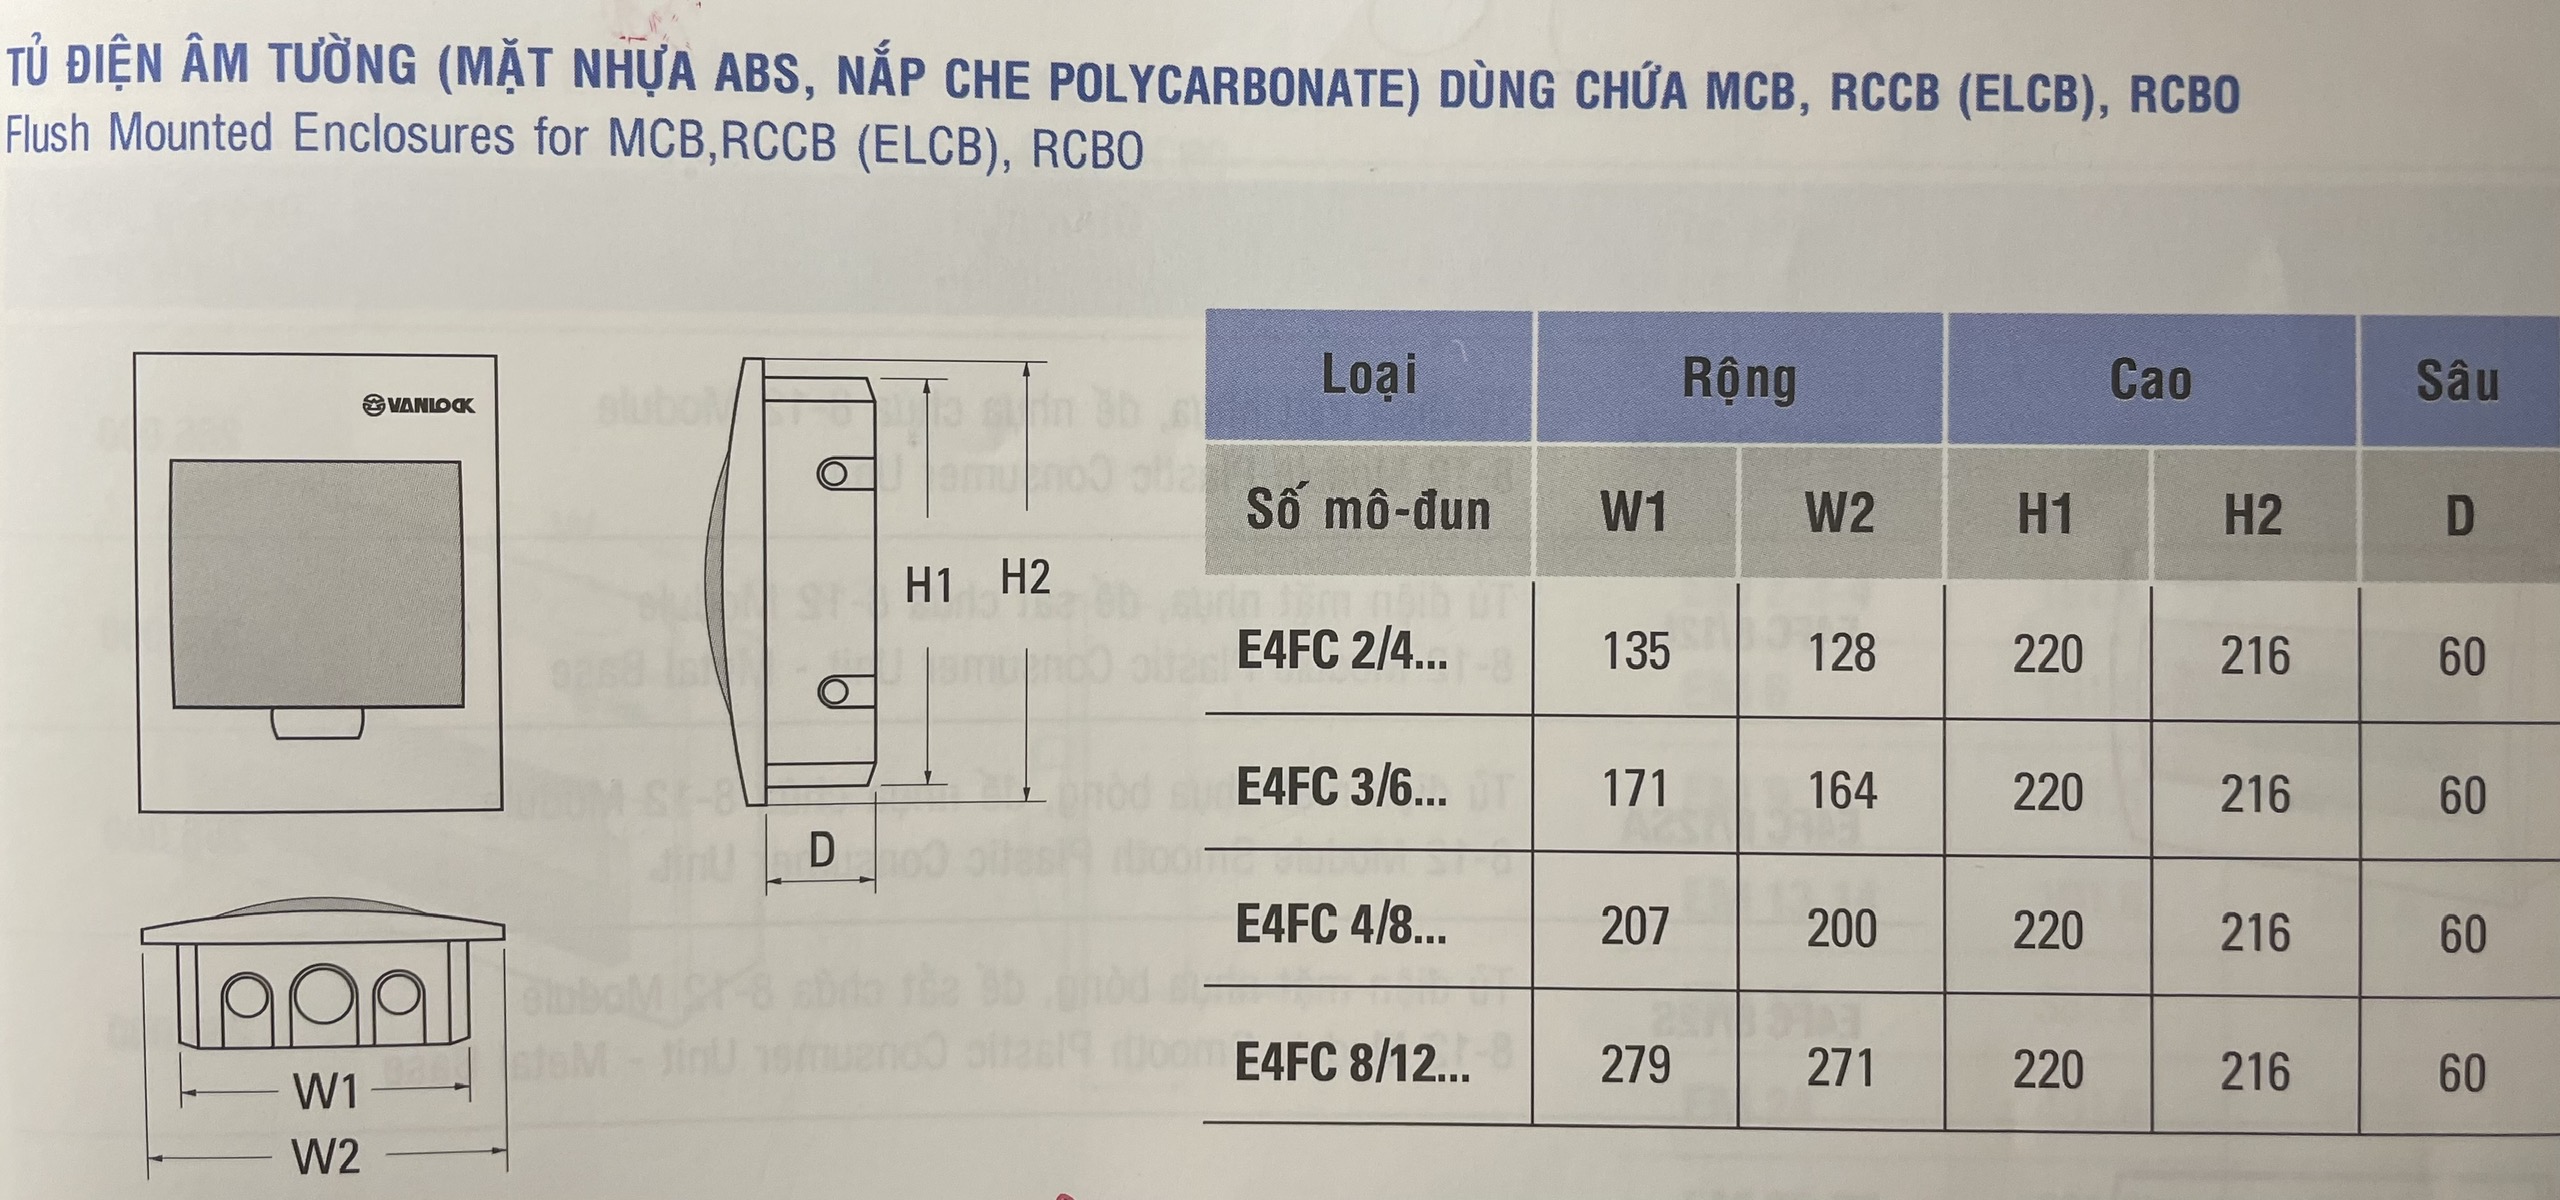 TỦ ĐIỆN ÂM TƯỜNG (MẶT NHỰA ABS, NẮP CHE POLYCARBONATE) DÙNG CHỨA MCB, RCCB (ELCB), RCBO
Flush Mounted Enclosures for MCB,RCCB (ELCB), RCBO
VANLOCK
H1 H2
D
W1
W2
Loại Rộng Cao Sâu
Số mô-đun W1 W2 H1 H2 D
E4FC 2/4... 135 128 220 216 60
E4FC 3/6... 171 164 220 216 60
E4FC 4/8... 207 200 220 216 60
E4FC 8/12... 279 271 220 216 60